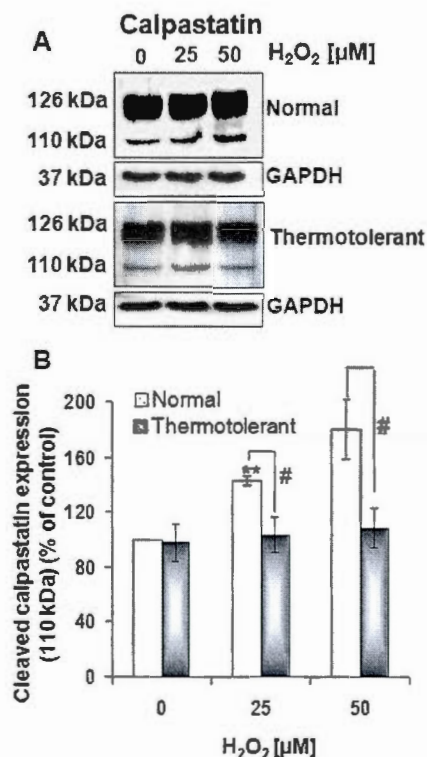 Calpastatin
A
0 25 50 H₂O₂ [µM]
126 kDa
110 kDa
Normal
37 kDa GAPDH
126 kDa
110 kDa
Thermotolerant
37 kDa GAPDH
B
Cleaved calpastatin expression
(110 kDa) (% of control)
200
160
120
80
40
0
Normal
Thermotolerant
** #
#
0 25 50
H₂O₂ [µM]